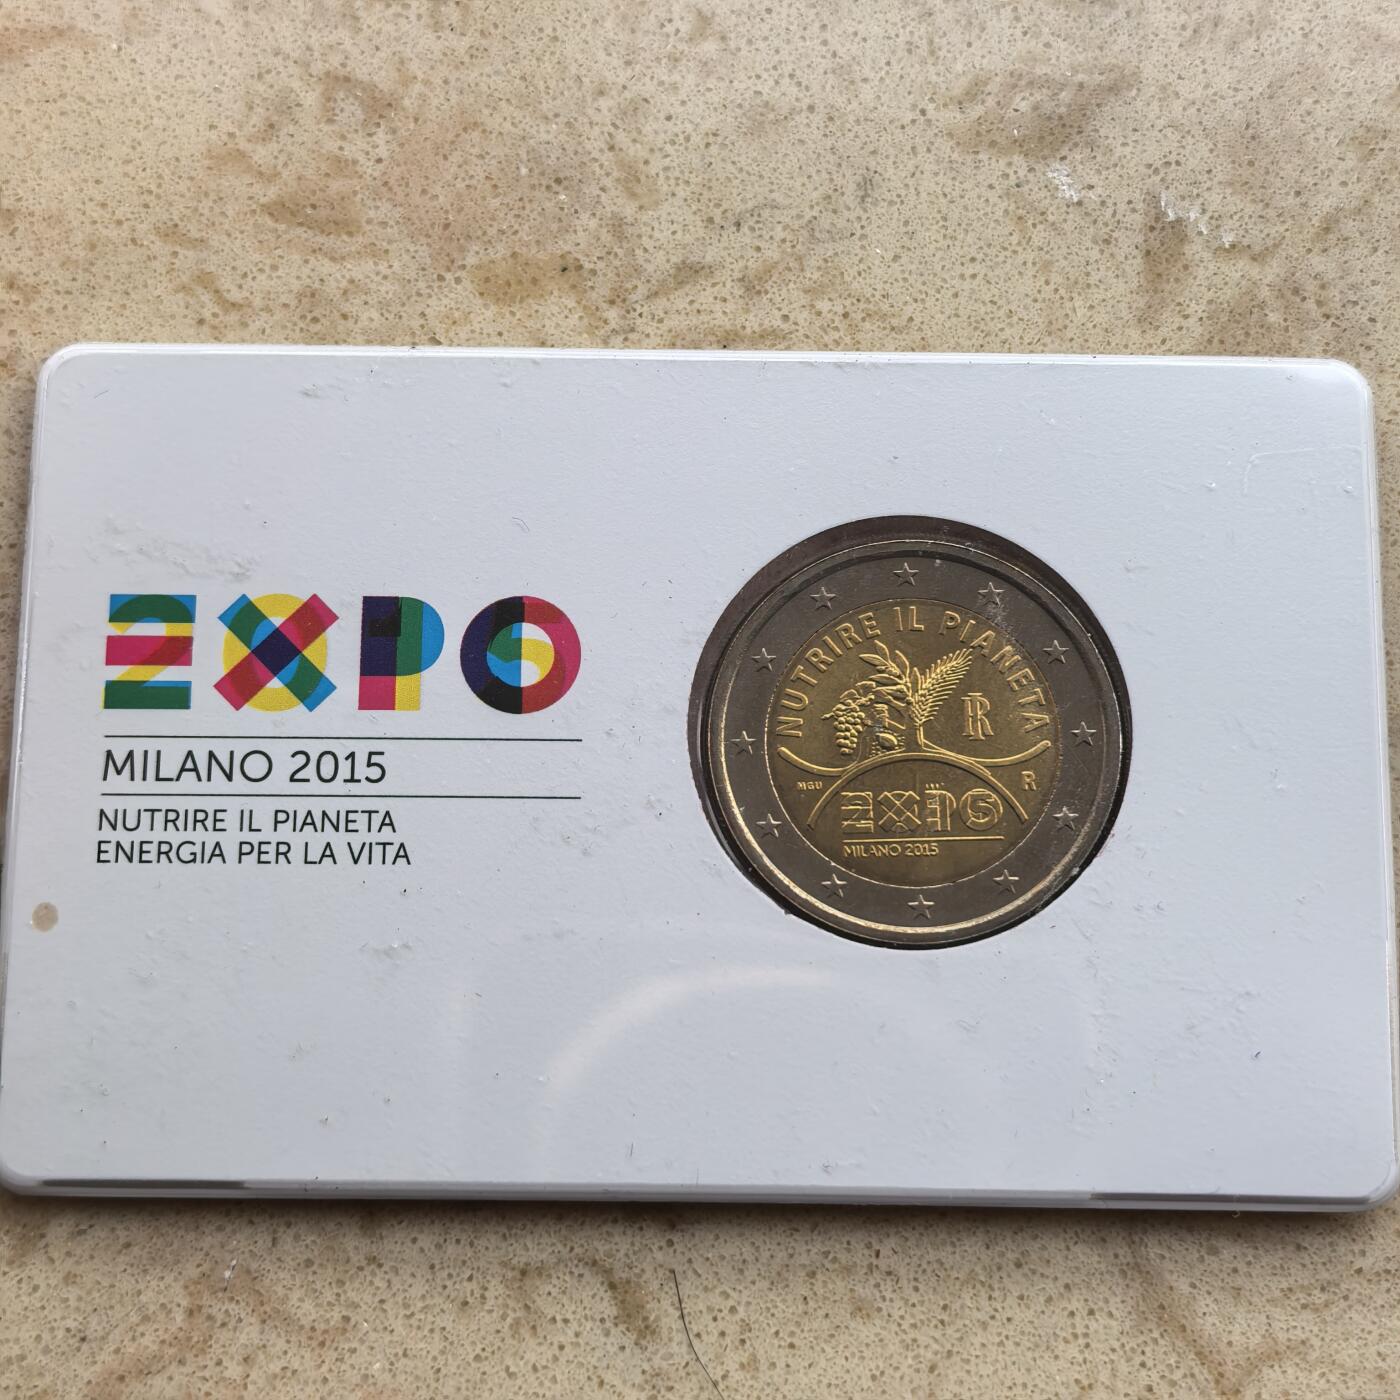 EXPO
MILANO 2015
NUTRIRE IL PIANETA
ENERGIA PER LA VITA
NUTRIRE IL PIANETA
RI
MGU
R
EXPO
MILANO 2015